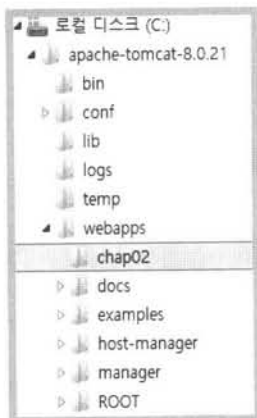 로컬 디스크 (C:)
apache-tomcat-8.0.21
bin
conf
lib
logs
temp
webapps
chap02
docs
examples
host-manager
manager
ROOT